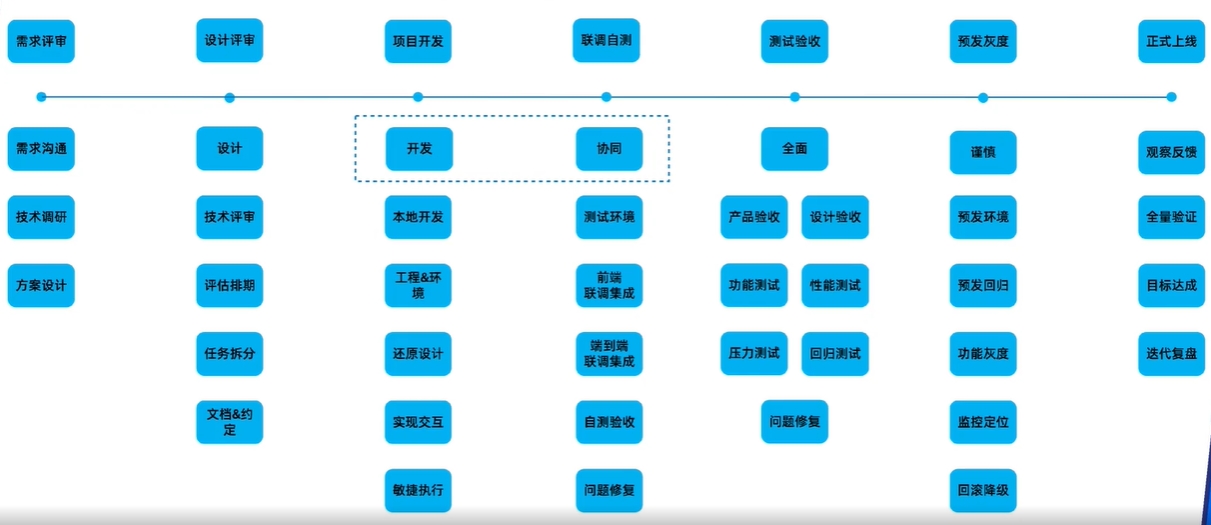 需求评审
设计评审
项目开发
联调自测
测试验收
预发灰度
正式上线
需求沟通
设计
开发
协同
全面
谨慎
观察反馈
技术调研
技术评审
本地开发
测试环境
产品验收
设计验收
预发环境
全量验证
方案设计
评估排期
工程&环
境
前端
联调集成
功能测试
性能测试
预发回归
目标达成
任务拆分
还原设计
端到端
联调集成
压力测试
回归测试
功能灰度
迭代复盘
文档&约
定
实现交互
自测验收
问题修复
监控定位
敏捷执行
问题修复
回滚降级